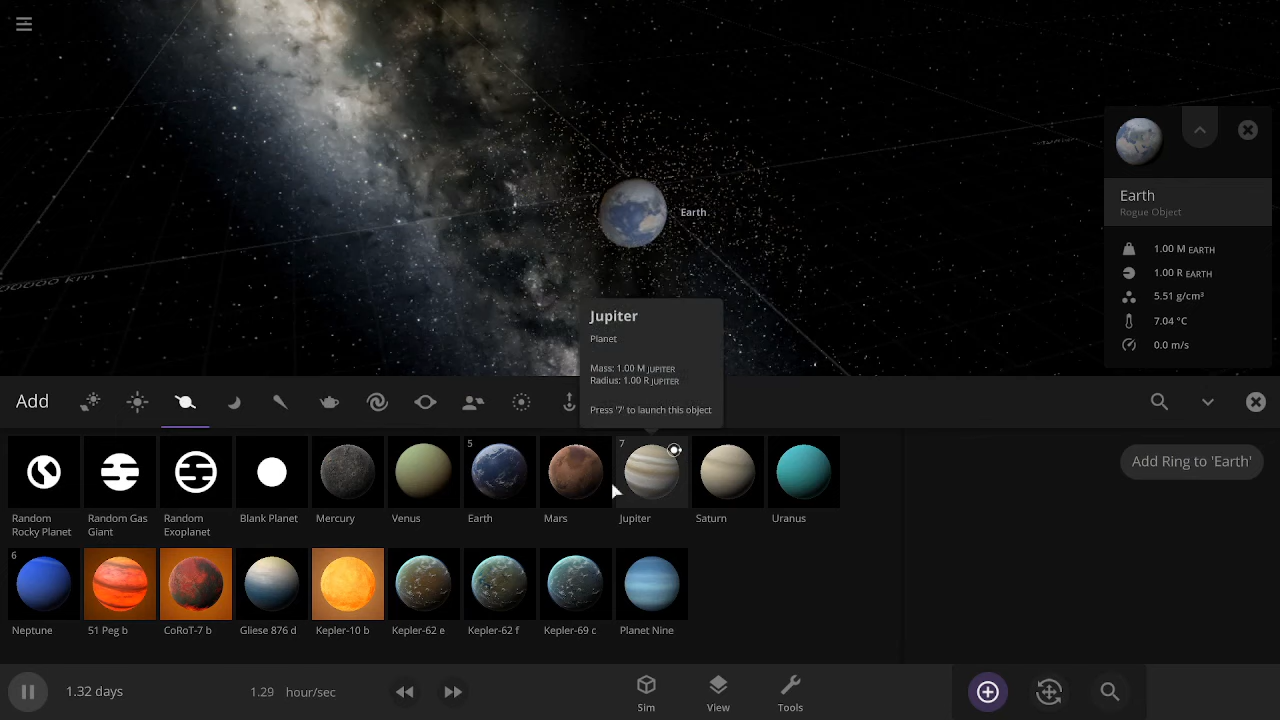 Earth
Earth
Rogue Object
1.00 M EARTH
1.00 R EARTH
5.51 g/cm³
7.04 °C
0.0 m/s
Jupiter
Planet
Mass: 1.00 M JUPITER
Radius: 1.00 R JUPITER
Press '7' to launch this object
Add
Add Ring to 'Earth'
5
7
Random
Rocky Planet
Random Gas
Giant
Random
Exoplanet
Blank Planet
Mercury
Venus
Earth
Mars
Jupiter
Saturn
Uranus
6
Neptune
51 Peg b
CoRoT-7 b
Gliese 876 d
Kepler-10 b
Kepler-62 e
Kepler-62 f
Kepler-69 c
Planet Nine
1.32 days
1.29 hour/sec
Sim
View
Tools